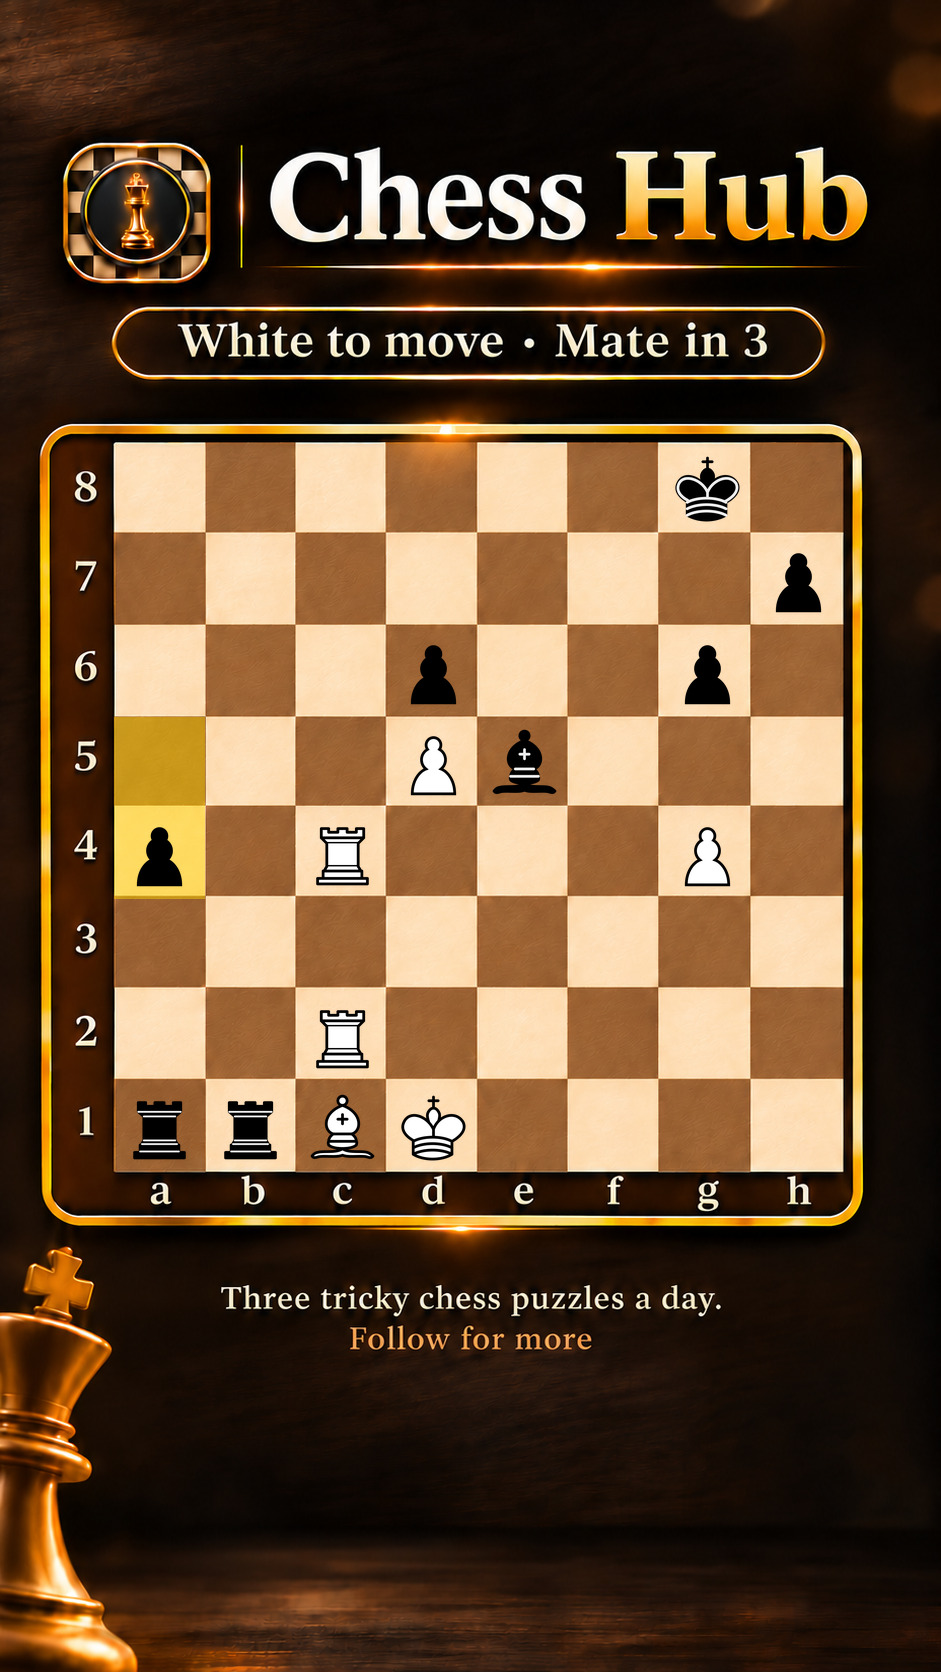 Chess Hub
White to move • Mate in 3
8
7
6
5
4
3
2
1
a b c d e f g h
Three tricky chess puzzles a day.
Follow for more